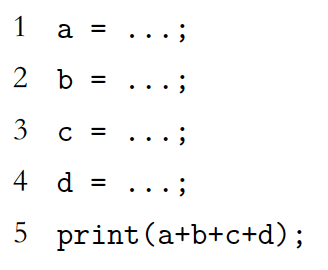 1 a = ...;
2 b = ...;
3 c = ...;
4 d = ...;
5 print(a+b+c+d);